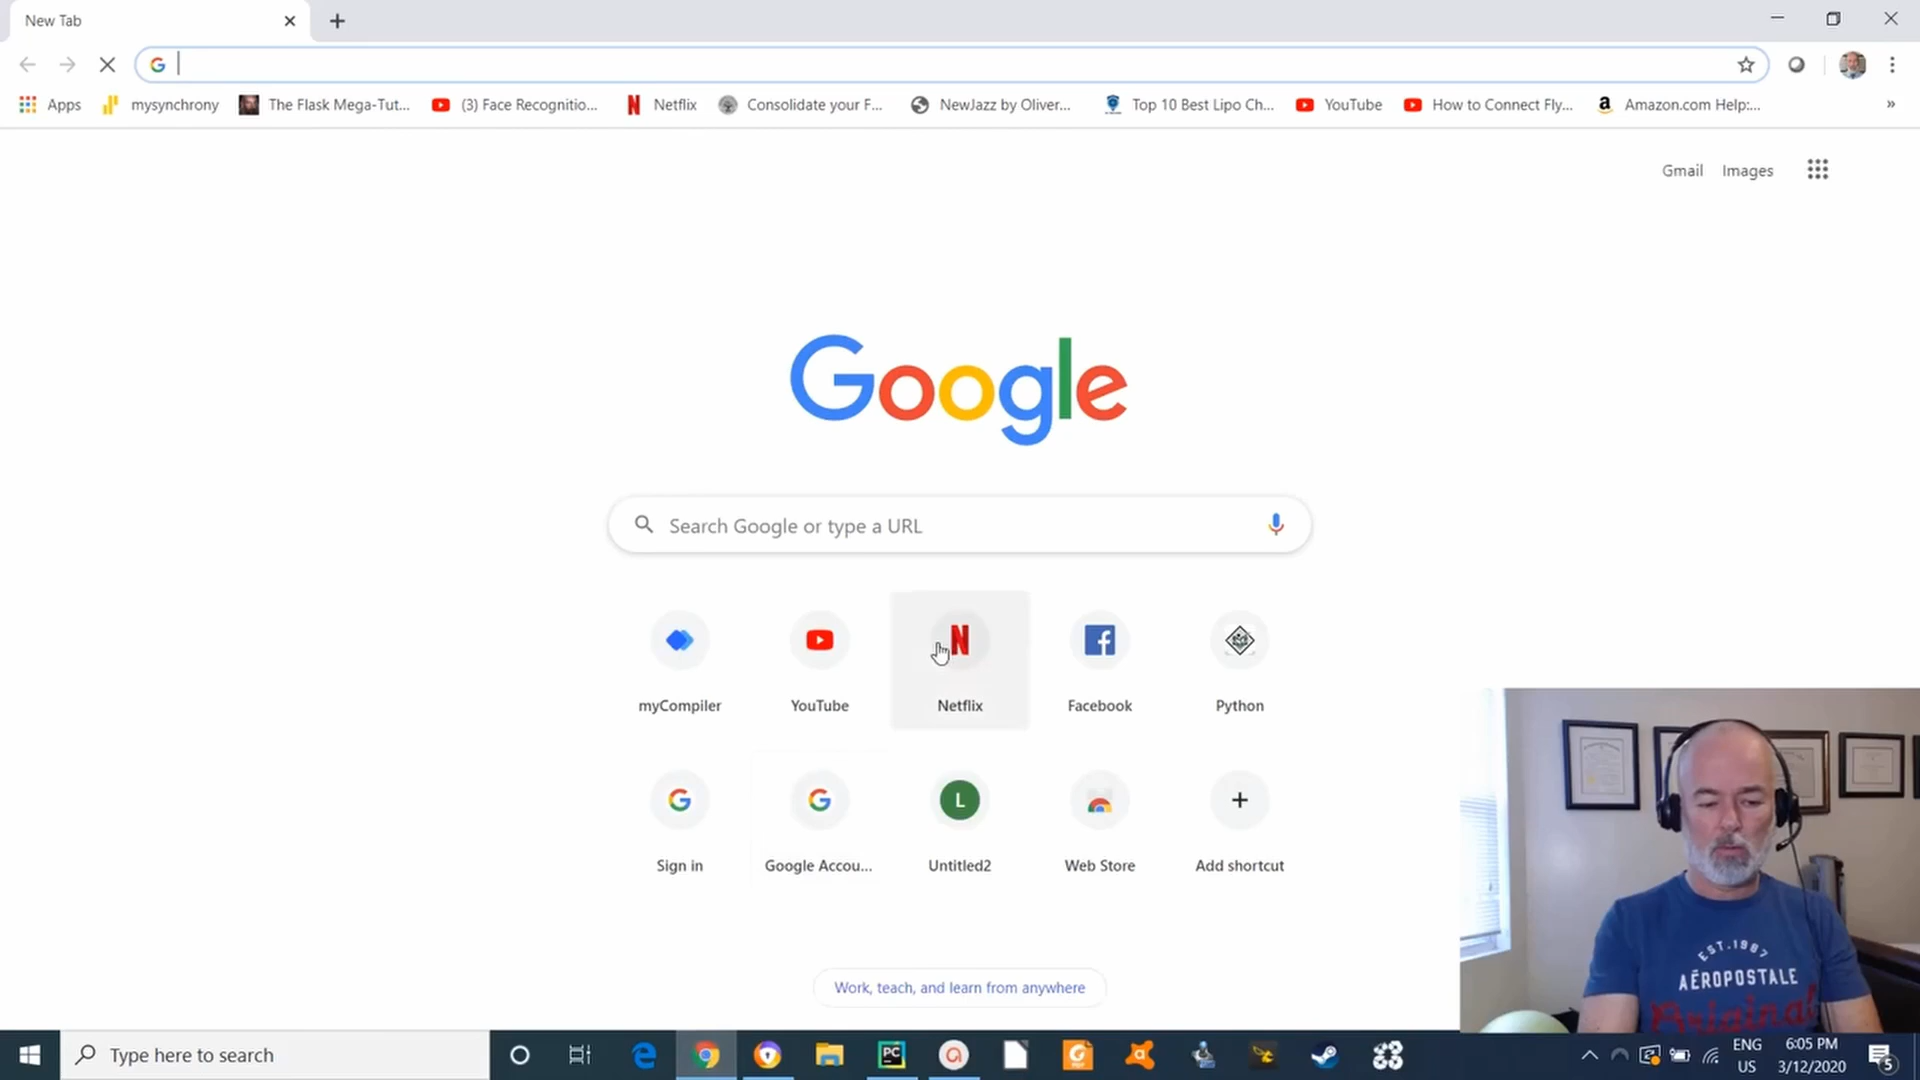 New Tab
Apps mysynchrony The Flask Mega-Tut... (3) Face Recognitio... Netflix Consolidate your F... NewJazz by Oliver... Top 10 Best Lipo Ch... YouTube How to Connect Fly... Amazon.com Help:... »
Gmail Images
Google
Search Google or type a URL
myCompiler YouTube Netflix Facebook Python
L
Sign in Google Accou... Untitled2 Web Store Add shortcut
Work, teach, and learn from anywhere
EST.1987
AÉROPOSTALE
Original
Type here to search
PC
ENG 6:05 PM
US 3/12/2020 5